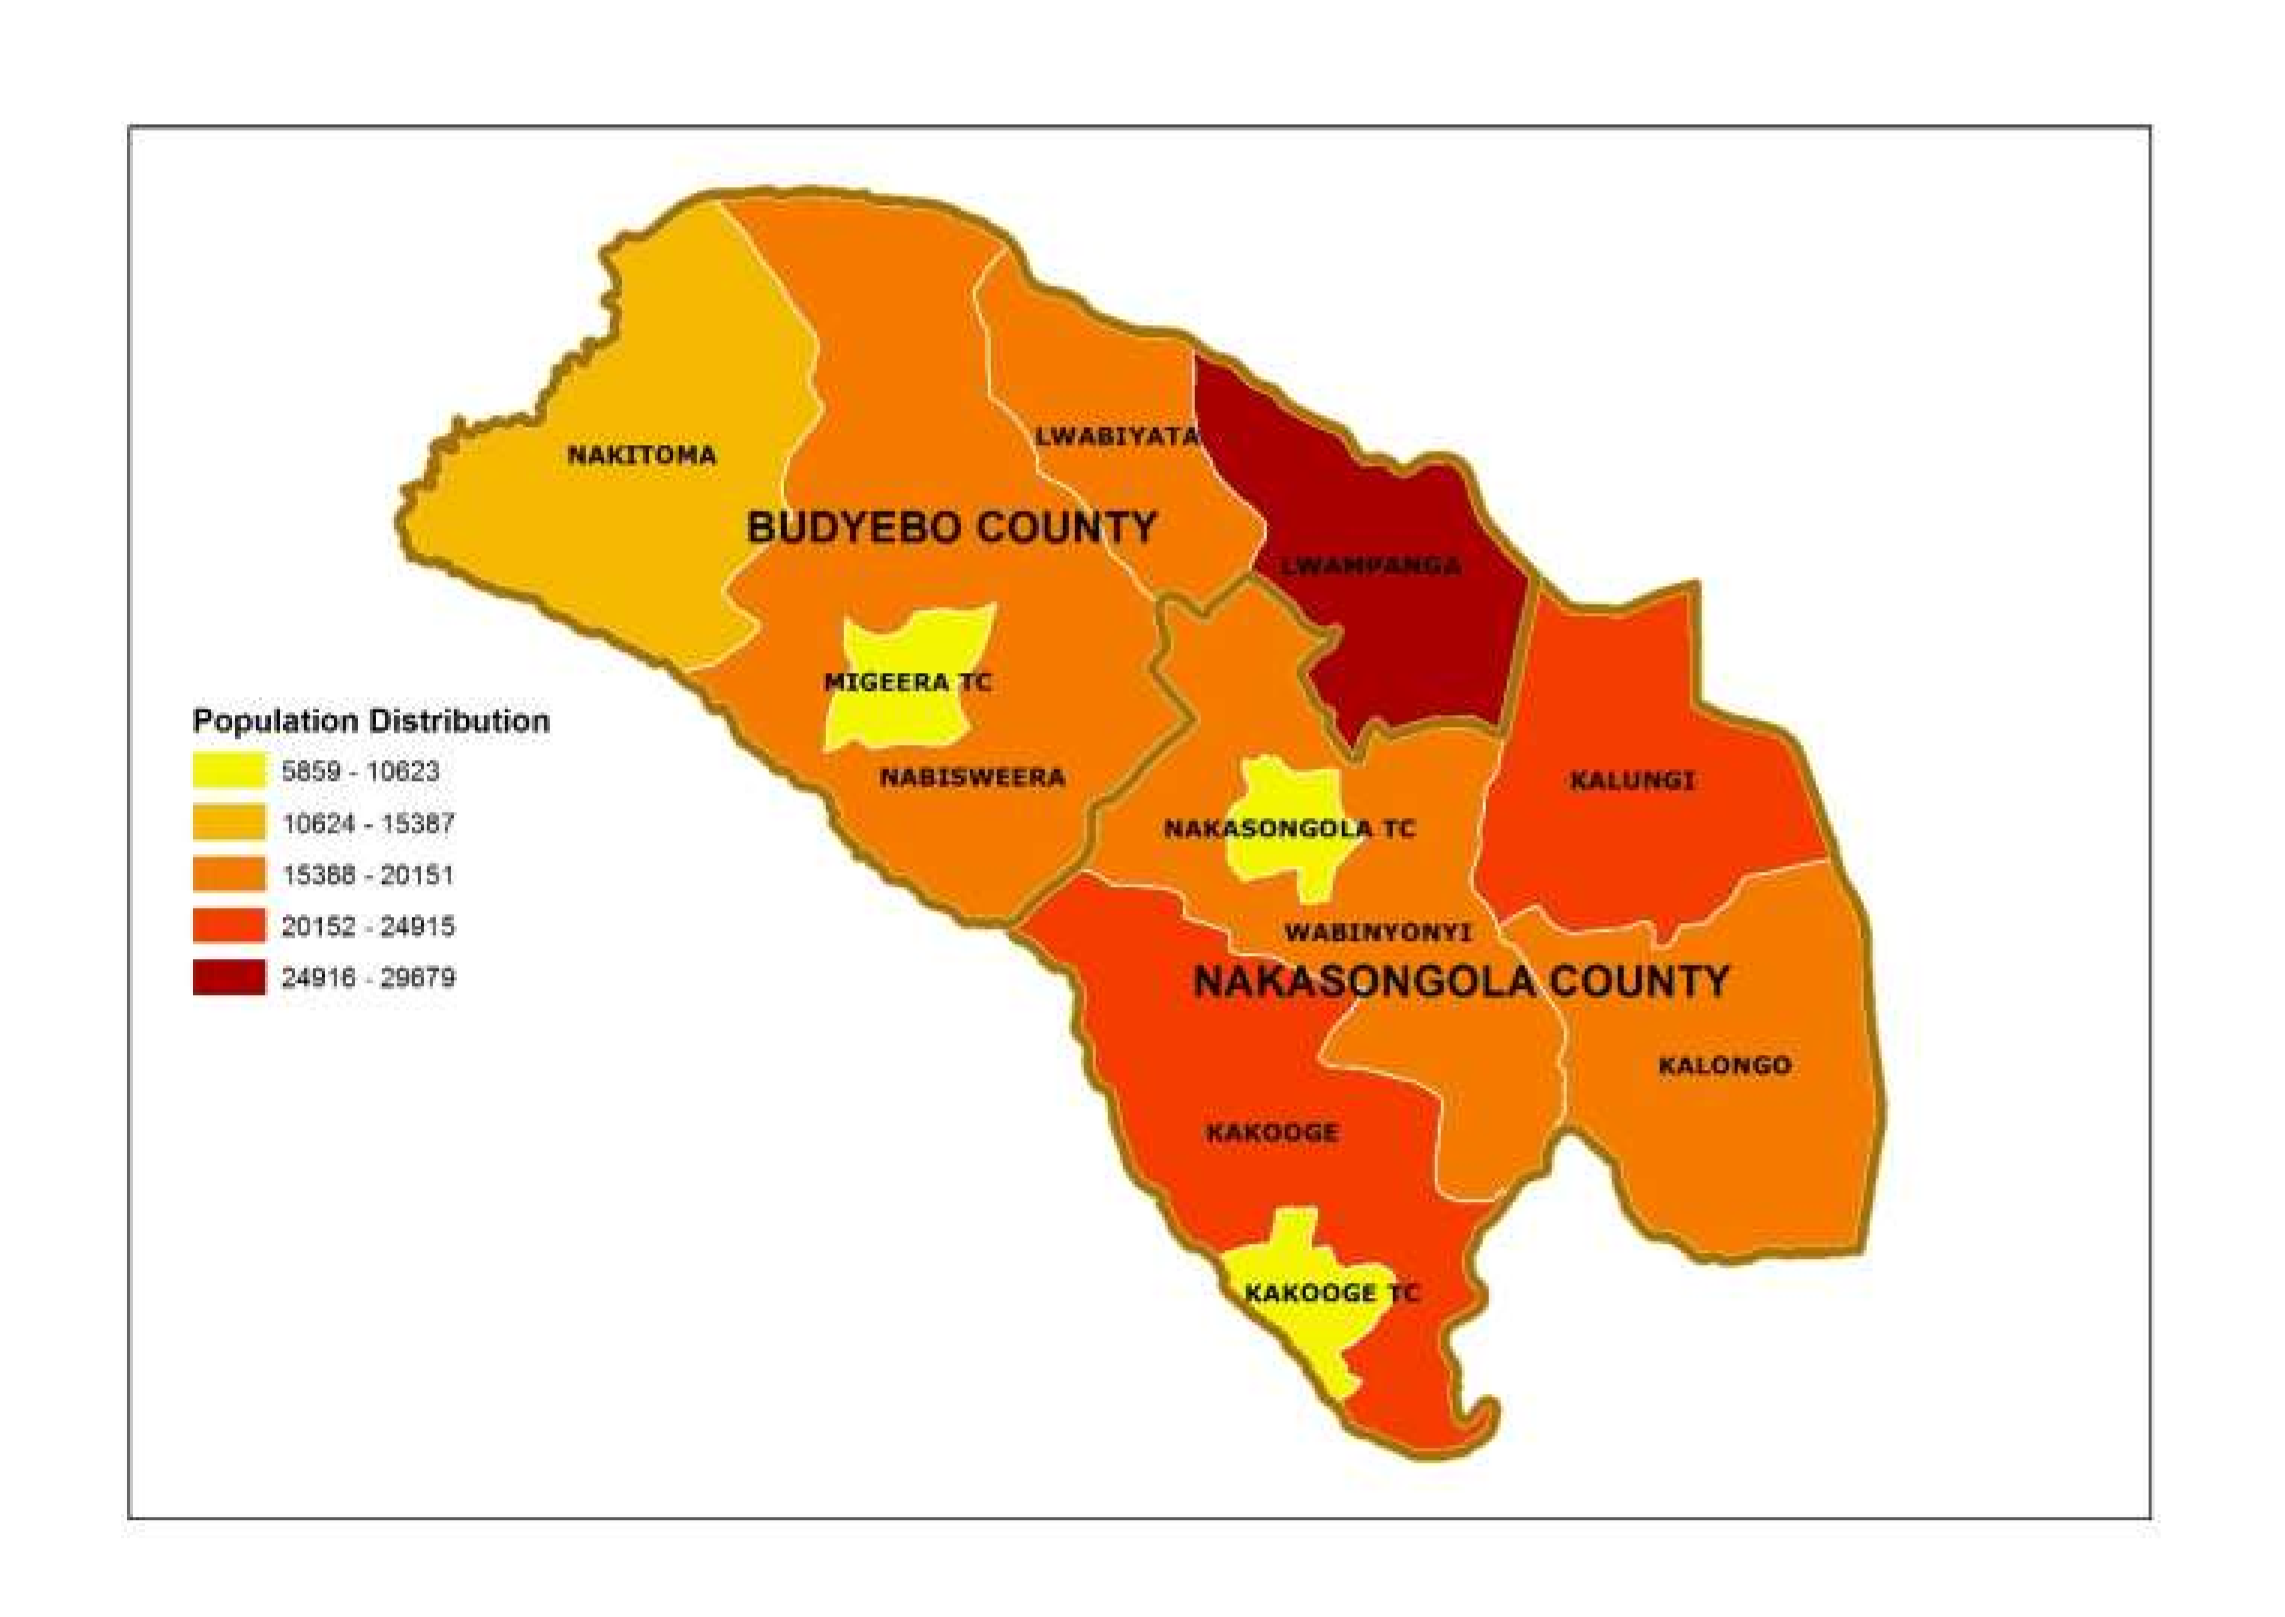 NAKITOMA
LWABIYATA
BUDYEBO COUNTY
LWAMPANGA
MIGEERA TC
NABISWEERA
KALUNGI
NAKASONGOLA TC
WABINYONYI
NAKASONGOLA COUNTY
KALONGO
KAKOOGE
KAKOOGE TC
Population Distribution
5859 - 10623
10624 - 15387
15388 - 20151
20152 - 24915
24916 - 29679